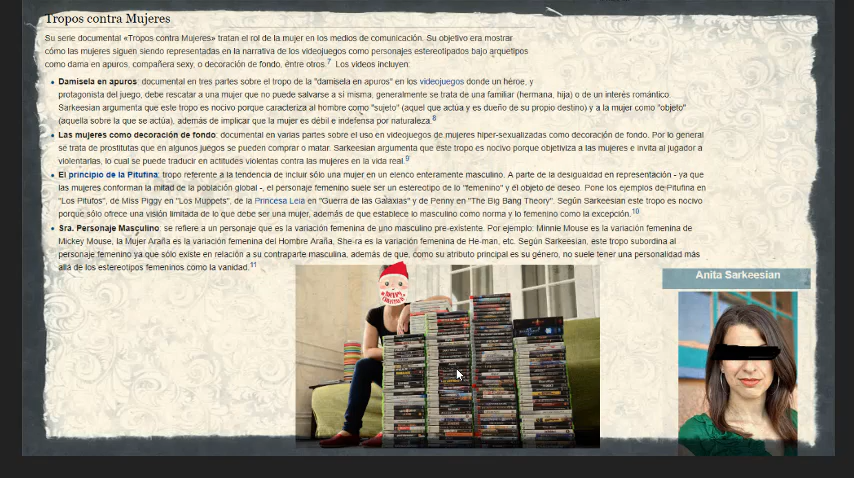 Tropos contra Mujeres
Su serie documental «Tropos contra Mujeres» tratan el rol de la mujer en los medios de comunicación. Su objetivo era mostrar
cómo las mujeres siguen siendo representadas en la narrativa de los videojuegos como personajes estereotipados bajo arquetipos
como dama en apuros, compañera sexy, o decoración de fondo, entre otros.7 Los videos incluyen:
• Damisela en apuros: documental en tres partes sobre el tropo de la "damisela en apuros" en los videojuegos donde un héroe, y
protagonista del juego, debe rescatar a una mujer que no puede salvarse a sí misma, generalmente se trata de una familiar (hermana, hija) o de un interés romántico.
Sarkeesian argumenta que este tropo es nocivo porque caracteriza al hombre como "sujeto" (aquel que actúa y es dueño de su propio destino) y a la mujer como "objeto"
(aquella sobre la que se actúa), además de implicar que la mujer es débil e indefensa por naturaleza.8
• Las mujeres como decoración de fondo: documental en varias partes sobre el uso en videojuegos de mujeres hiper-sexualizadas como decoración de fondo. Por lo general
se trata de prostitutas que en algunos juegos se pueden comprar o matar. Sarkeesian argumenta que este tropo es nocivo porque objetiviza a las mujeres e invita al jugador a
violentarlas, lo cual se puede traducir en actitudes violentas contra las mujeres en la vida real.9
• El principio de la Pitufina: tropo referente a la tendencia de incluir sólo una mujer en un elenco enteramente masculino. A parte de la desigualdad en representación - ya que
las mujeres conforman la mitad de la población global -, el personaje femenino suele ser un estereotipo de lo "femenino" y el objeto de deseo. Pone los ejemplos de Pitufina en
"Los Pitufos", de Miss Piggy en "Los Muppets", de la Princesa Leia en "Guerra de las Galaxias" y de Penny en "The Big Bang Theory". Según Sarkeesian este tropo es nocivo
porque sólo ofrece una visión limitada de lo que debe ser una mujer, además de que establece lo masculino como norma y lo femenino como la excepción.10
• Sra. Personaje Masculino: se refiere a un personaje que es la variación femenina de uno masculino pre-existente. Por ejemplo: Minnie Mouse es la variación femenina de
Mickey Mouse, la Mujer Araña es la variación femenina del Hombre Araña, She-ra es la variación femenina de He-man, etc. Según Sarkeesian, este tropo subordina al
personaje femenino ya que sólo existe en relación a su contraparte masculina, además de que, como su atributo principal es su género, no suele tener una personalidad más
allá de los estereotipos femeninos como la vanidad.11
Anita Sarkeesian